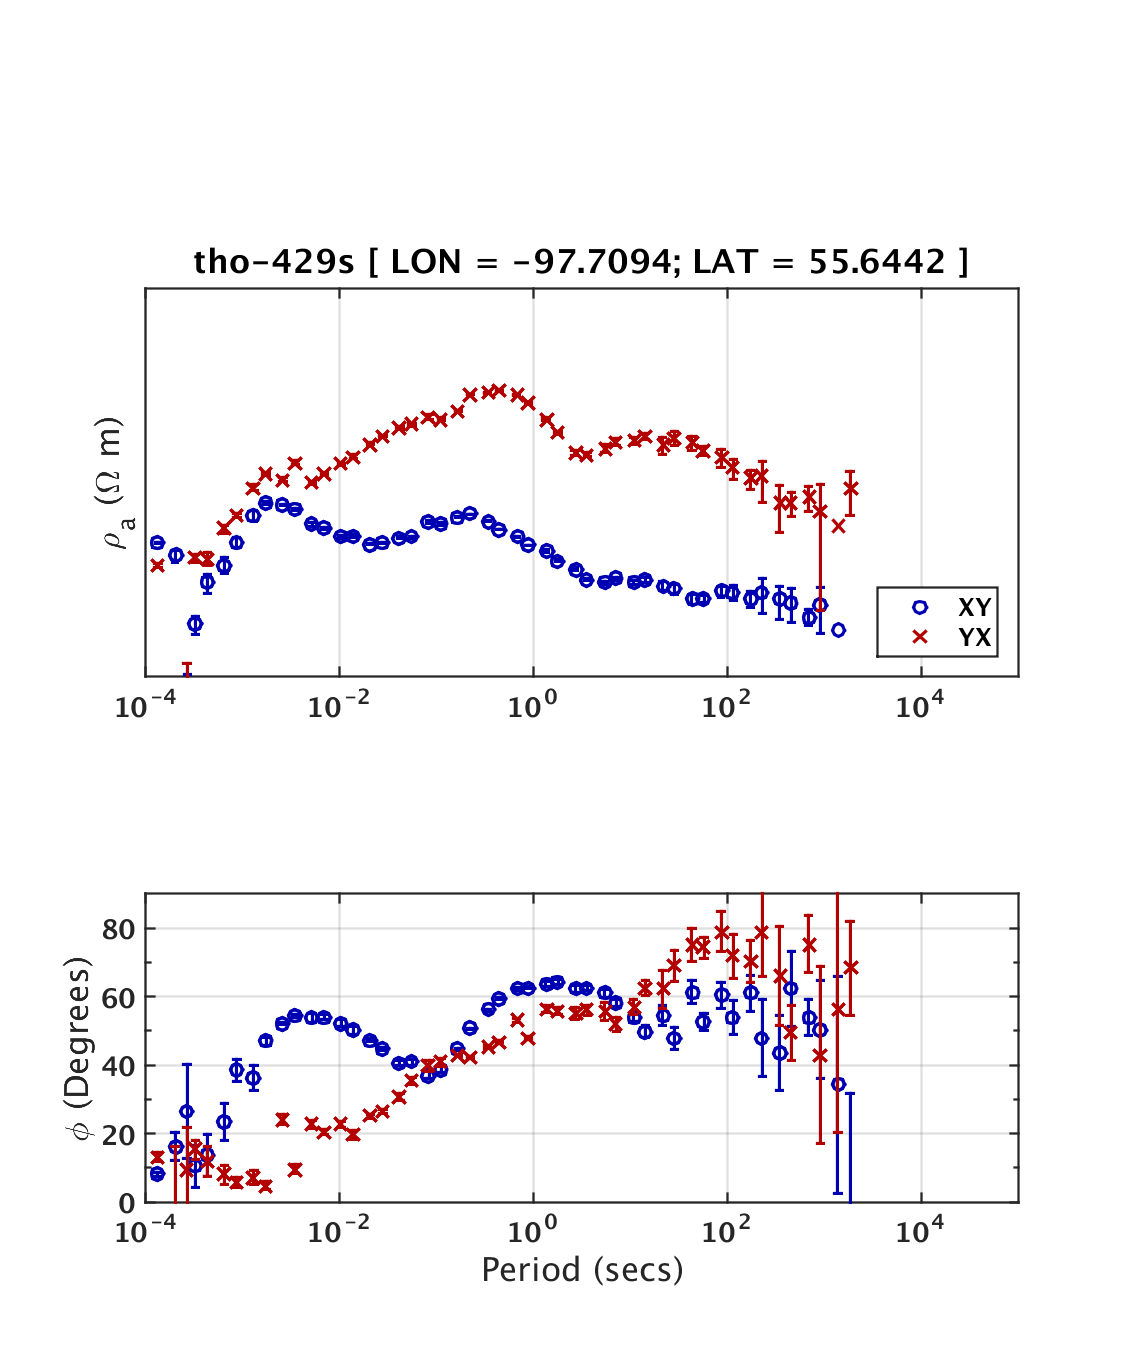 tho-429s [ LON = -97.7094; LAT = 55.6442 ]
ρa (Ω m)
XY
YX
10^-4 10^-2 10^0 10^2 10^4
80
60
40
20
0
ϕ (Degrees)
10^-4 10^-2 10^0 10^2 10^4
Period (secs)